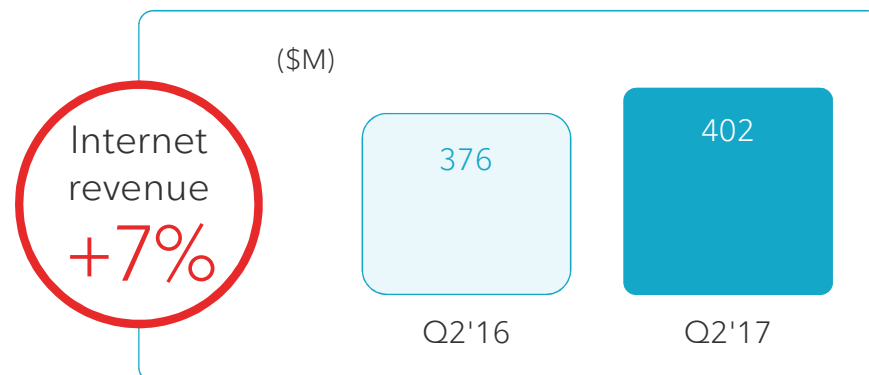 ($M)
Internet
revenue
+7%
376
402
Q2'16
Q2'17